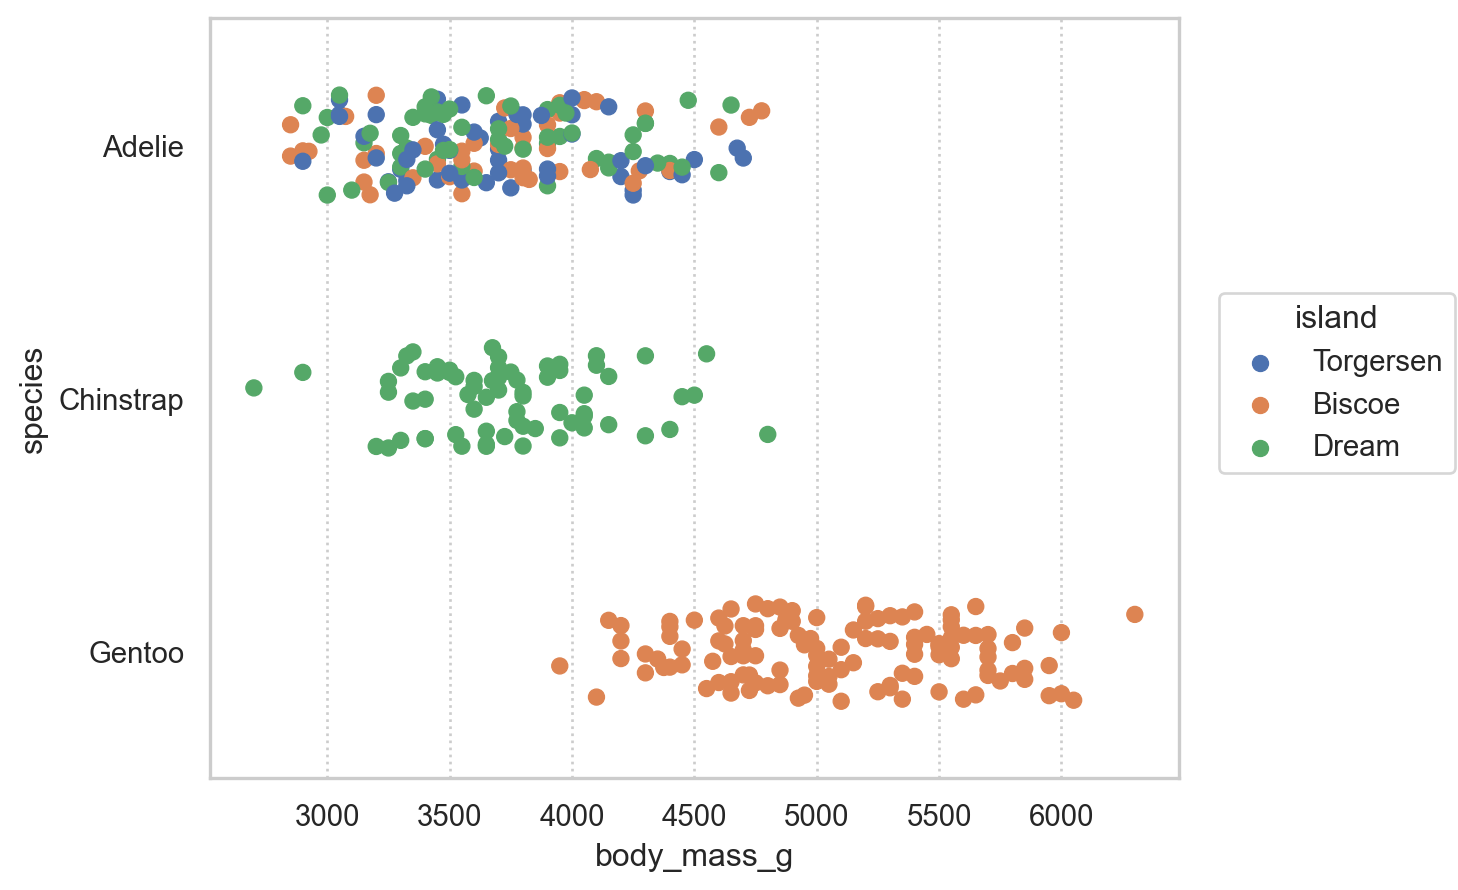 Adelie
Chinstrap
Gentoo
species
3000 3500 4000 4500 5000 5500 6000
body_mass_g
island
Torgersen
Biscoe
Dream